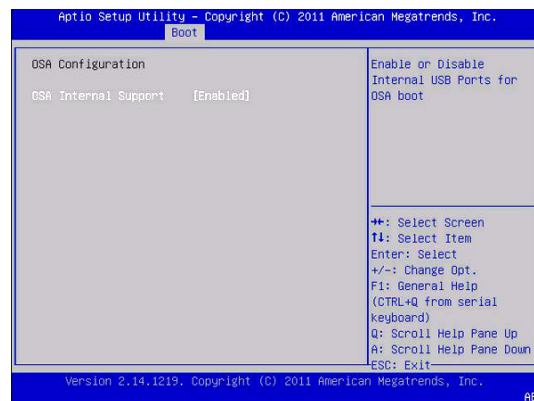 Aptio Setup Utility – Copyright (C) 2011 American Megatrends, Inc.
Boot
OSA Configuration
OSA Internal Support [Enabled]
Enable or Disable
Internal USB Ports for
OSA boot
→←: Select Screen
↑↓: Select Item
Enter: Select
+/-: Change Opt.
F1: General Help
(CTRL+Q from serial
keyboard)
Q: Scroll Help Pane Up
A: Scroll Help Pane Down
ESC: Exit
Version 2.14.1219. Copyright (C) 2011 American Megatrends, Inc.